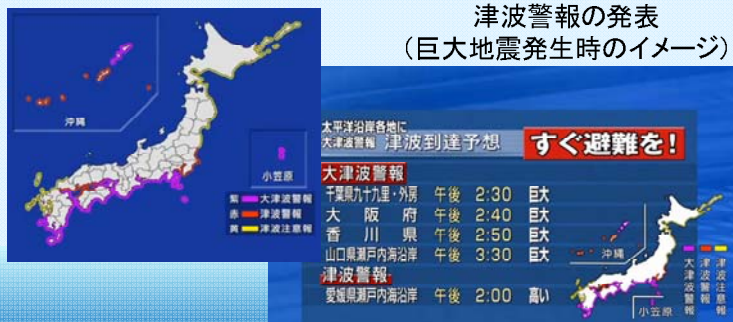 津波警報の発表
（巨大地震発生時のイメージ）
沖縄
小笠原
紫 大津波警報
赤 津波警報
黄 津波注意報
太平洋沿岸各地に
大津波警報 津波到達予想 すぐ避難を！
大津波警報
千葉県九十九里・外房 午後 2:30 巨大
大阪府 午後 2:40 巨大
香川県 午後 2:50 巨大
山口県瀬戸内海沿岸 午後 3:30 巨大
津波警報
愛媛県瀬戸内海沿岸 午後 2:00 高い
沖縄
小笠原
大津波警報
津波警報
津波注意報